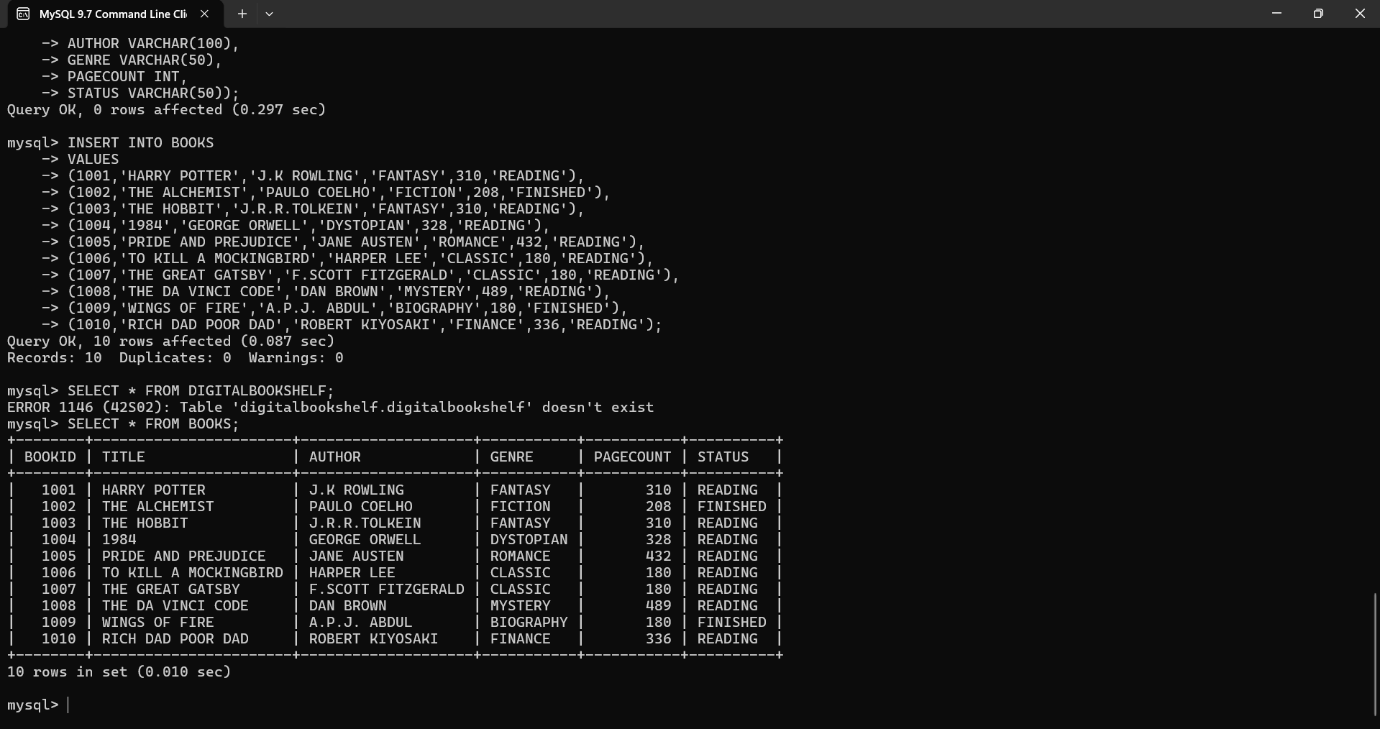 MySQL 9.7 Command Line Cli
    -> AUTHOR VARCHAR(100),
    -> GENRE VARCHAR(50),
    -> PAGECOUNT INT,
    -> STATUS VARCHAR(50));
Query OK, 0 rows affected (0.297 sec)
mysql> INSERT INTO BOOKS
    -> VALUES
    -> (1001,'HARRY POTTER','J.K ROWLING','FANTASY',310,'READING'),
    -> (1002,'THE ALCHEMIST','PAULO COELHO','FICTION',208,'FINISHED'),
    -> (1003,'THE HOBBIT','J.R.R.TOLKEIN','FANTASY',310,'READING'),
    -> (1004,'1984','GEORGE ORWELL','DYSTOPIAN',328,'READING'),
    -> (1005,'PRIDE AND PREJUDICE','JANE AUSTEN','ROMANCE',432,'READING'),
    -> (1006,'TO KILL A MOCKINGBIRD','HARPER LEE','CLASSIC',180,'READING'),
    -> (1007,'THE GREAT GATSBY','F.SCOTT FITZGERALD','CLASSIC',180,'READING'),
    -> (1008,'THE DA VINCI CODE','DAN BROWN','MYSTERY',489,'READING'),
    -> (1009,'WINGS OF FIRE','A.P.J. ABDUL','BIOGRAPHY',180,'FINISHED'),
    -> (1010,'RICH DAD POOR DAD','ROBERT KIYOSAKI','FINANCE',336,'READING');
Query OK, 10 rows affected (0.087 sec)
Records: 10  Duplicates: 0  Warnings: 0
mysql> SELECT * FROM DIGITALBOOKSHELF;
ERROR 1146 (42S02): Table 'digitalbookshelf.digitalbookshelf' doesn't exist
mysql> SELECT * FROM BOOKS;
| BOOKID | TITLE                 | AUTHOR             | GENRE     | PAGECOUNT | STATUS   |
|   1001 | HARRY POTTER          | J.K ROWLING        | FANTASY   |       310 | READING  |
|   1002 | THE ALCHEMIST         | PAULO COELHO       | FICTION   |       208 | FINISHED |
|   1003 | THE HOBBIT            | J.R.R.TOLKEIN      | FANTASY   |       310 | READING  |
|   1004 | 1984                  | GEORGE ORWELL      | DYSTOPIAN |       328 | READING  |
|   1005 | PRIDE AND PREJUDICE   | JANE AUSTEN        | ROMANCE   |       432 | READING  |
|   1006 | TO KILL A MOCKINGBIRD | HARPER LEE         | CLASSIC   |       180 | READING  |
|   1007 | THE GREAT GATSBY      | F.SCOTT FITZGERALD | CLASSIC   |       180 | READING  |
|   1008 | THE DA VINCI CODE     | DAN BROWN          | MYSTERY   |       489 | READING  |
|   1009 | WINGS OF FIRE         | A.P.J. ABDUL       | BIOGRAPHY |       180 | FINISHED |
|   1010 | RICH DAD POOR DAD     | ROBERT KIYOSAKI    | FINANCE   |       336 | READING  |
10 rows in set (0.010 sec)
mysql>